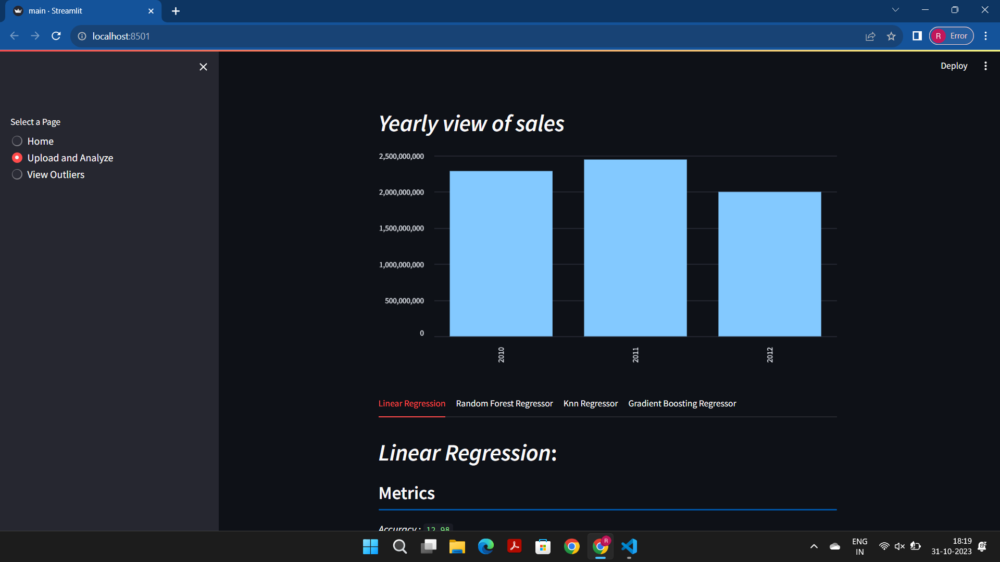 main · Streamlit
localhost:8501
R Error
Deploy
Select a Page
Home
Upload and Analyze
View Outliers
Yearly view of sales
2,500,000,000
2,000,000,000
1,500,000,000
1,000,000,000
500,000,000
0
2010 2011 2012
Linear Regression Random Forest Regressor Knn Regressor Gradient Boosting Regressor
Linear Regression:
Metrics
Accuracy : 12.98
R
ENG
IN
18:19
31-10-2023